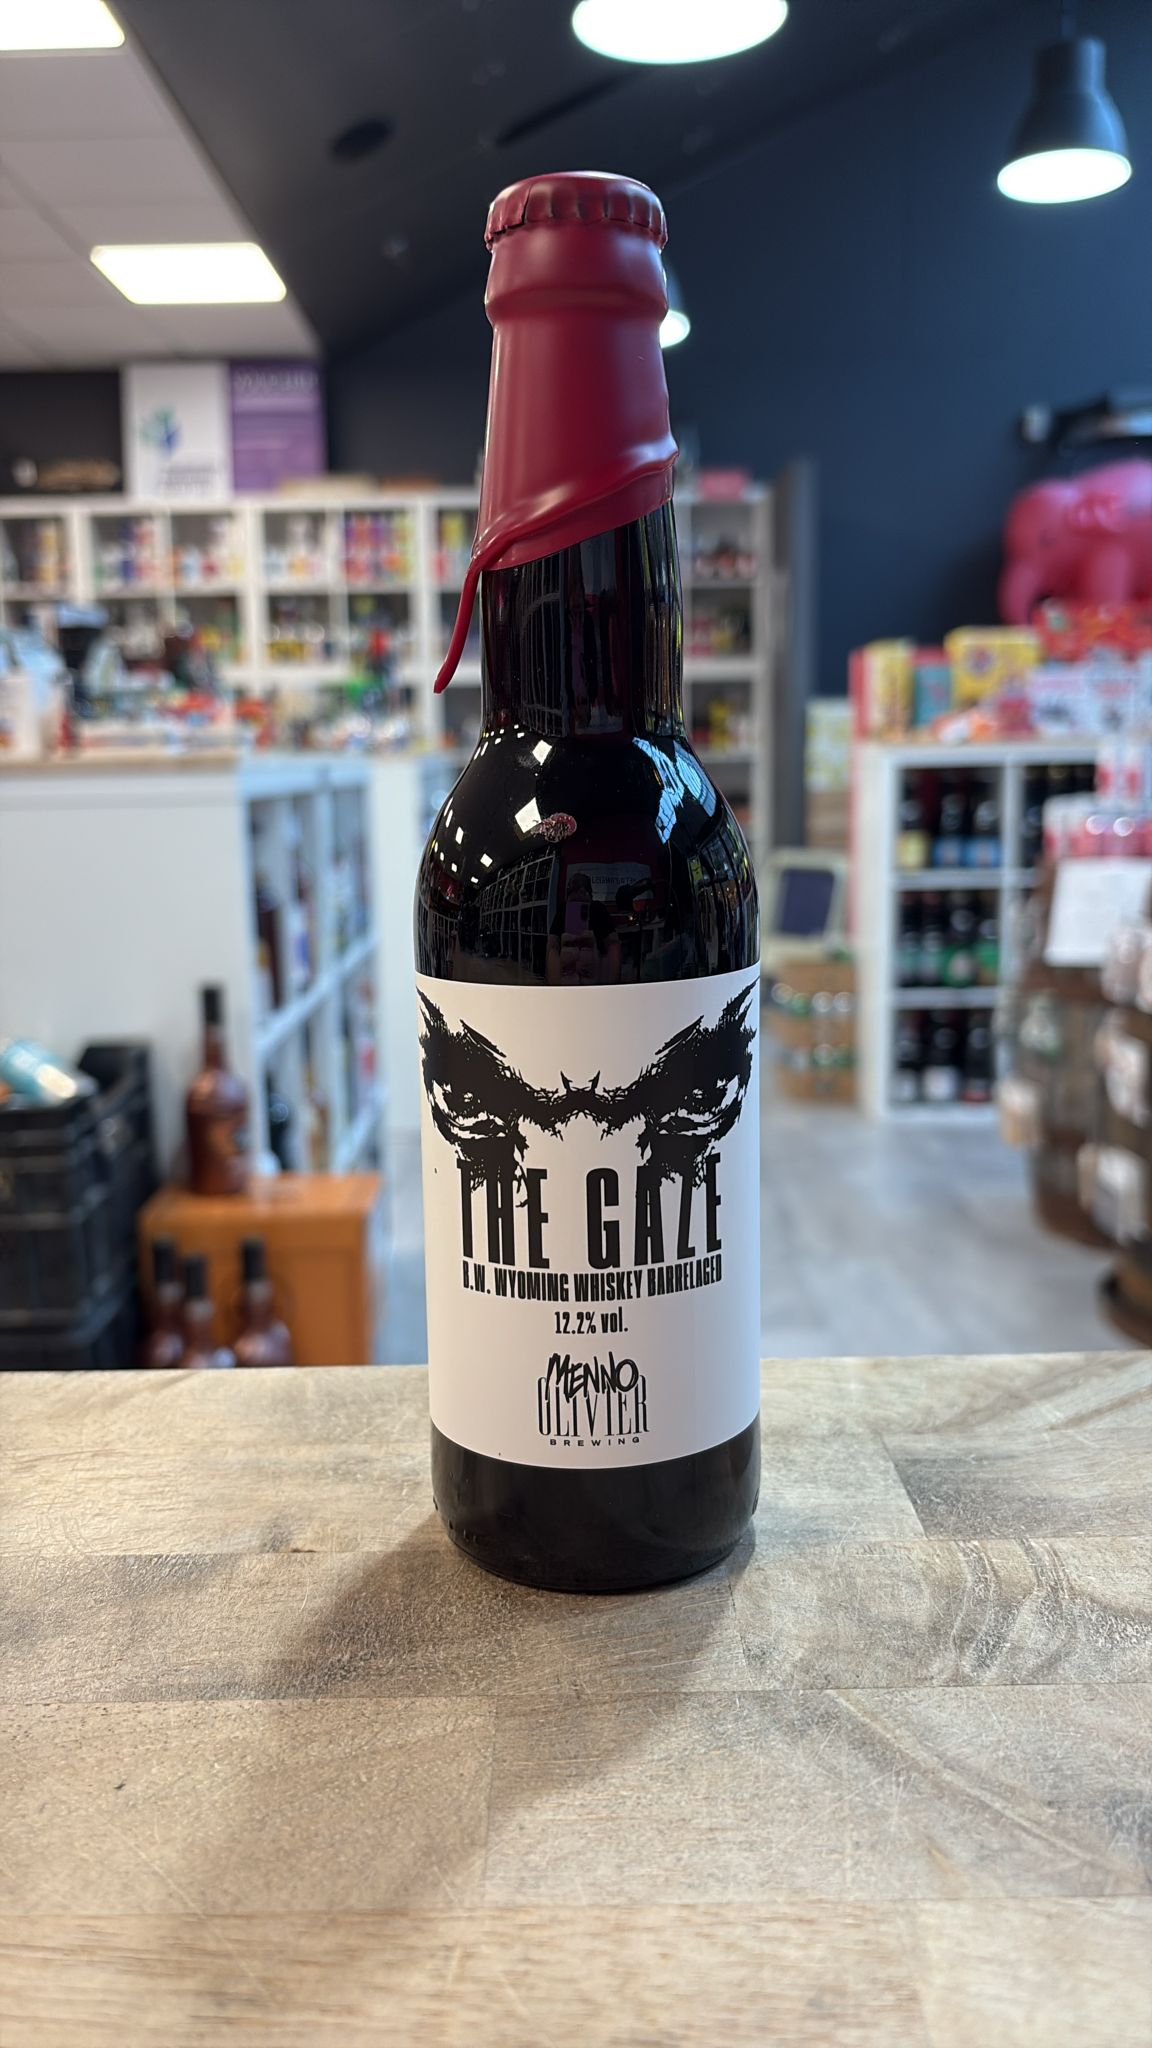 THE GAZE
B.W. WYOMING WHISKEY BARRELAGED
12.2% vol.
MENNO
OLIVIER
BREWING